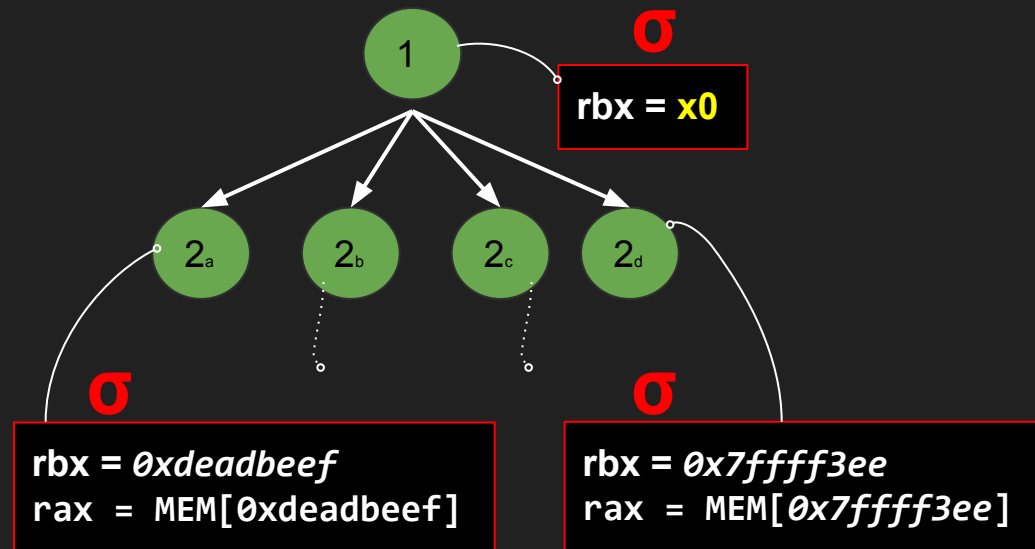 1
σ
rbx = x0
2a
2b
2c
2d
σ
rbx = 0xdeadbeef
rax = MEM[0xdeadbeef]
σ
rbx = 0x7ffff3ee
rax = MEM[0x7ffff3ee]